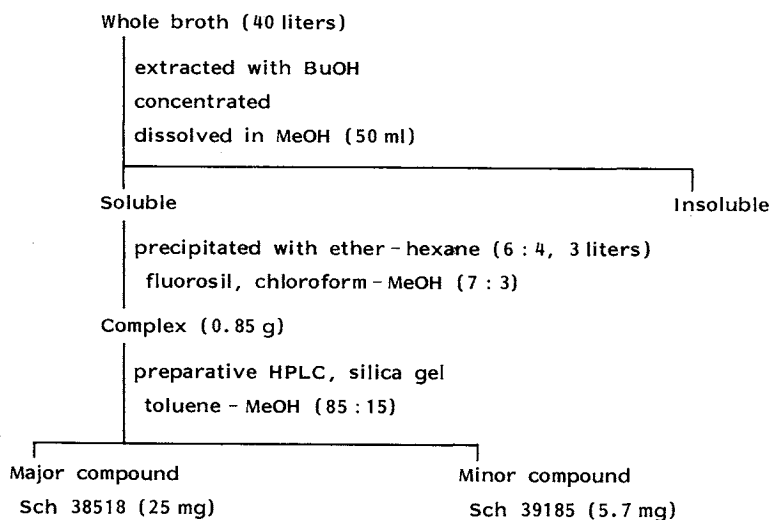 Whole broth (40 liters)
extracted with BuOH
concentrated
dissolved in MeOH (50 ml)
Soluble
Insoluble
precipitated with ether-hexane (6:4, 3 liters)
fluorosil, chloroform-MeOH (7:3)
Complex (0.85 g)
preparative HPLC, silica gel
toluene-MeOH (85:15)
Major compound
Sch 38518 (25 mg)
Minor compound
Sch 39185 (5.7 mg)